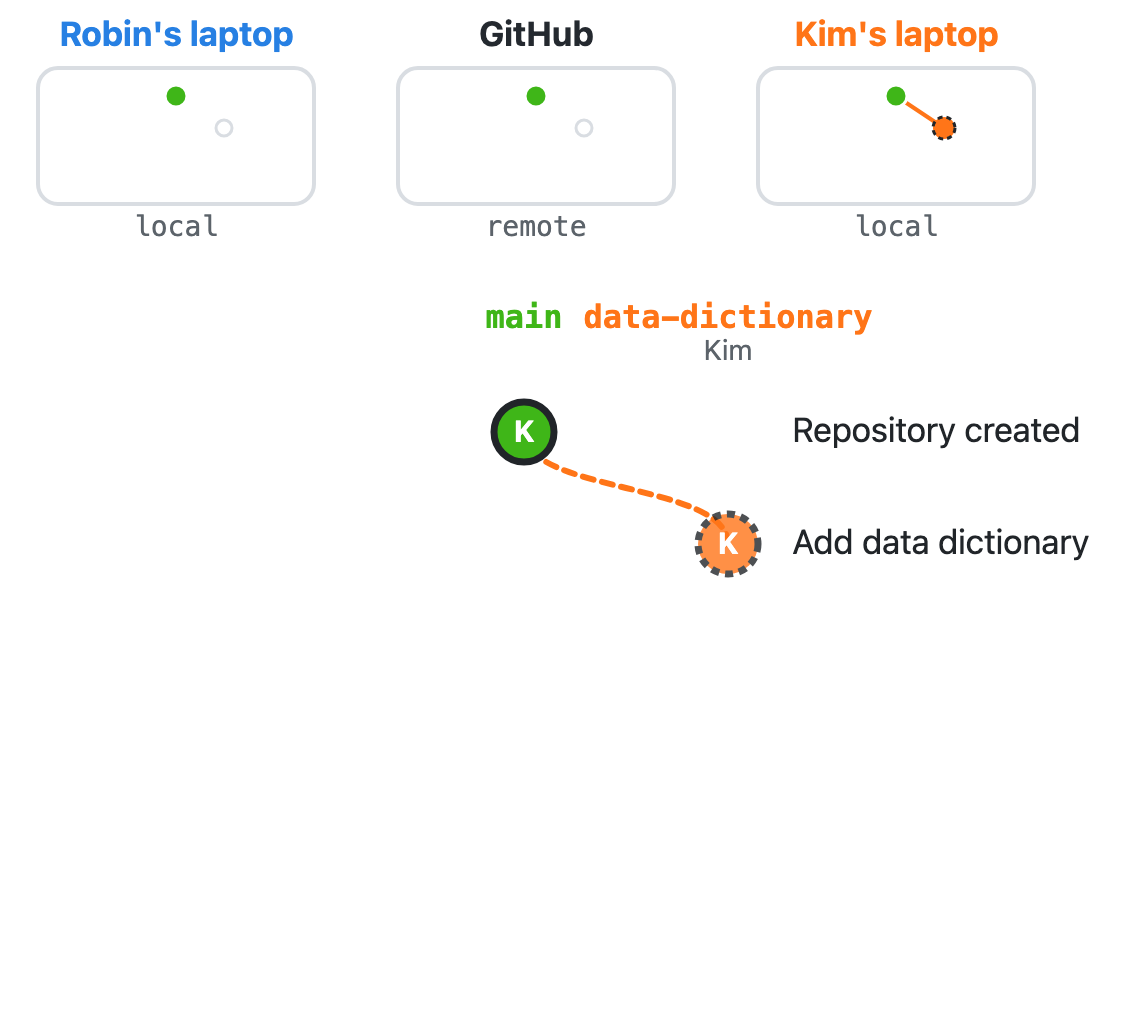 Robin's laptop GitHub Kim's laptop
local remote local
main data-dictionary
Kim
K Repository created
K Add data dictionary